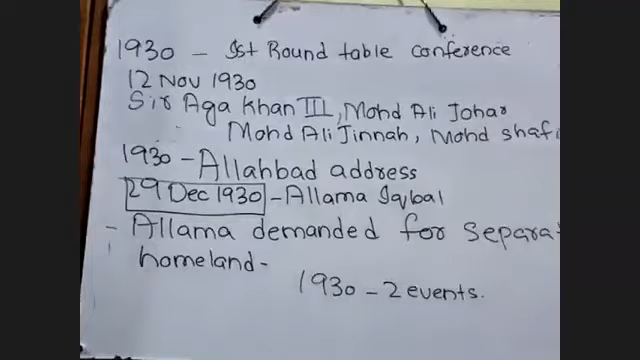 1930 - Ist Round table conference
12 Nov 1930
Sir Aga Khan III, Mohd Ali Johar
Mohd Ali Jinnah, Mohd shafi
1930 - Allahbad address
29 Dec 1930 - Allama Iqbal
- Allama demanded for separat
homeland -
1930 - 2 events.